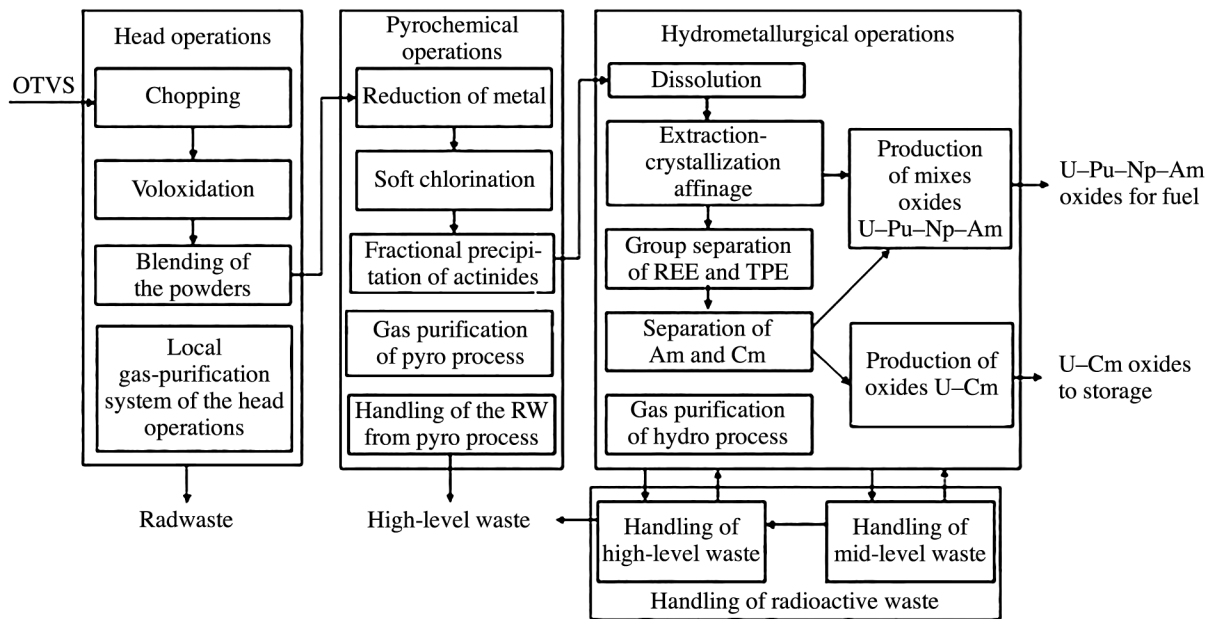 Head operations
OTVS
Chopping
Voloxidation
Blending of
the powders
Local
gas-purification
system of the head
operations
Radwaste
Pyrochemical
operations
Reduction of metal
Soft chlorination
Fractional precipi-
tation of actinides
Gas purification
of pyro process
Handling of the RW
from pyro process
High-level waste
Hydrometallurgical operations
Dissolution
Extraction-
crystallization
affinage
Group separation
of REE and TPE
Separation of
Am and Cm
Gas purification
of hydro process
Production
of mixes
oxides
U–Pu–Np–Am
Production of
oxides U–Cm
U–Pu–Np–Am
oxides for fuel
U–Cm oxides
to storage
Handling of
high-level waste
Handling of
mid-level waste
Handling of radioactive waste